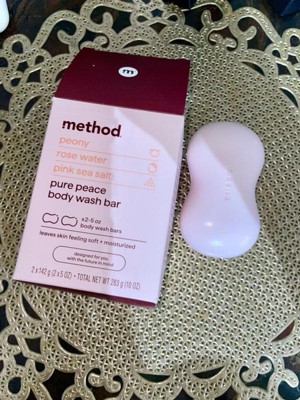 m
method.
peony
rose water
pink sea salt
pure peace
body wash bar
x2-5 oz
body wash bars
leaves skin feeling soft + moisturized
designed for you,
with the future in mind
2 x 142 g (2 x 5 OZ) • TOTAL NET WT 283 g (10 OZ)